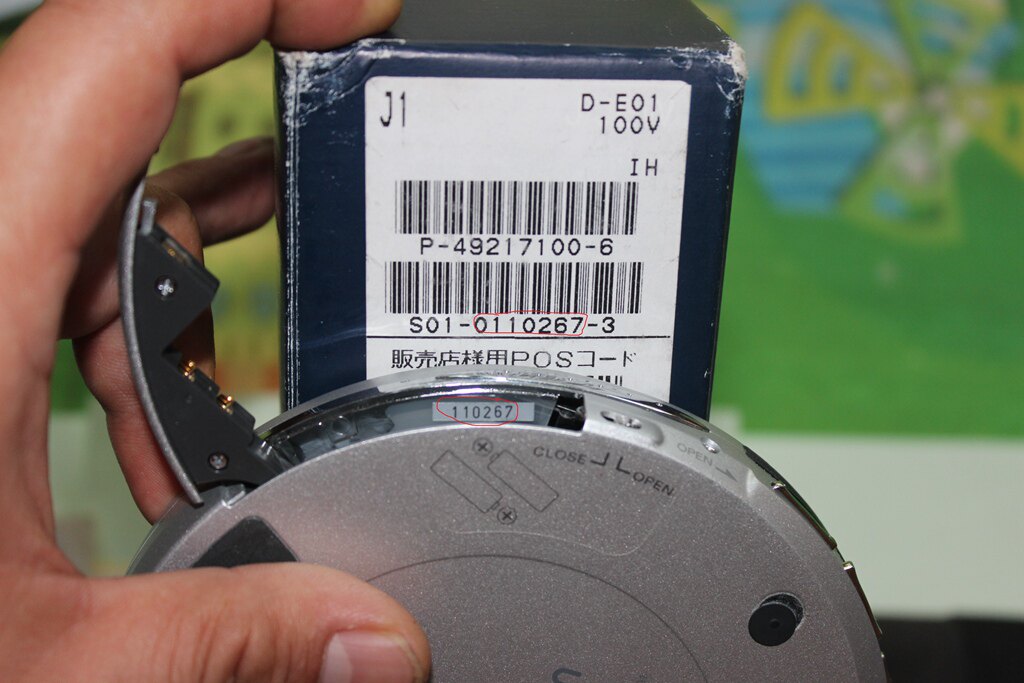 J1
D-E01
100V
IH
P-49217100-6
S01-0110267-3
販売店様用POSコード
110267
CLOSE
OPEN
OPEN